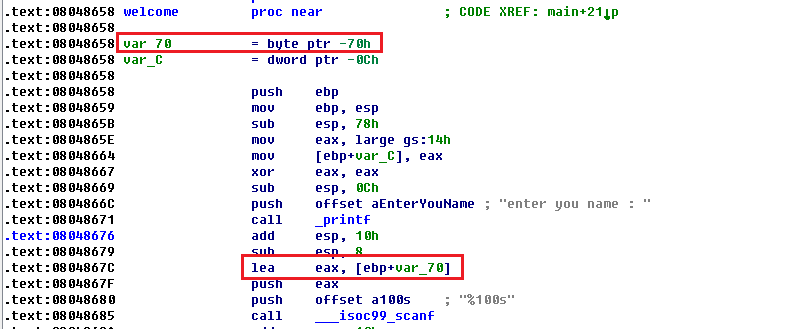 .text:08048658 welcome proc near ; CODE XREF: main+21↓p
.text:08048658
.text:08048658 var_70 = byte ptr -70h
.text:08048658 var_C = dword ptr -0Ch
.text:08048658
.text:08048658 push ebp
.text:08048659 mov ebp, esp
.text:0804865B sub esp, 78h
.text:0804865E mov eax, large gs:14h
.text:08048664 mov [ebp+var_C], eax
.text:08048667 xor eax, eax
.text:08048669 sub esp, 0Ch
.text:0804866C push offset aEnterYouName ; "enter you name : "
.text:08048671 call _printf
.text:08048676 add esp, 10h
.text:08048679 sub esp, 8
.text:0804867C lea eax, [ebp+var_70]
.text:0804867F push eax
.text:08048680 push offset a100s ; "%100s"
.text:08048685 call ___isoc99_scanf